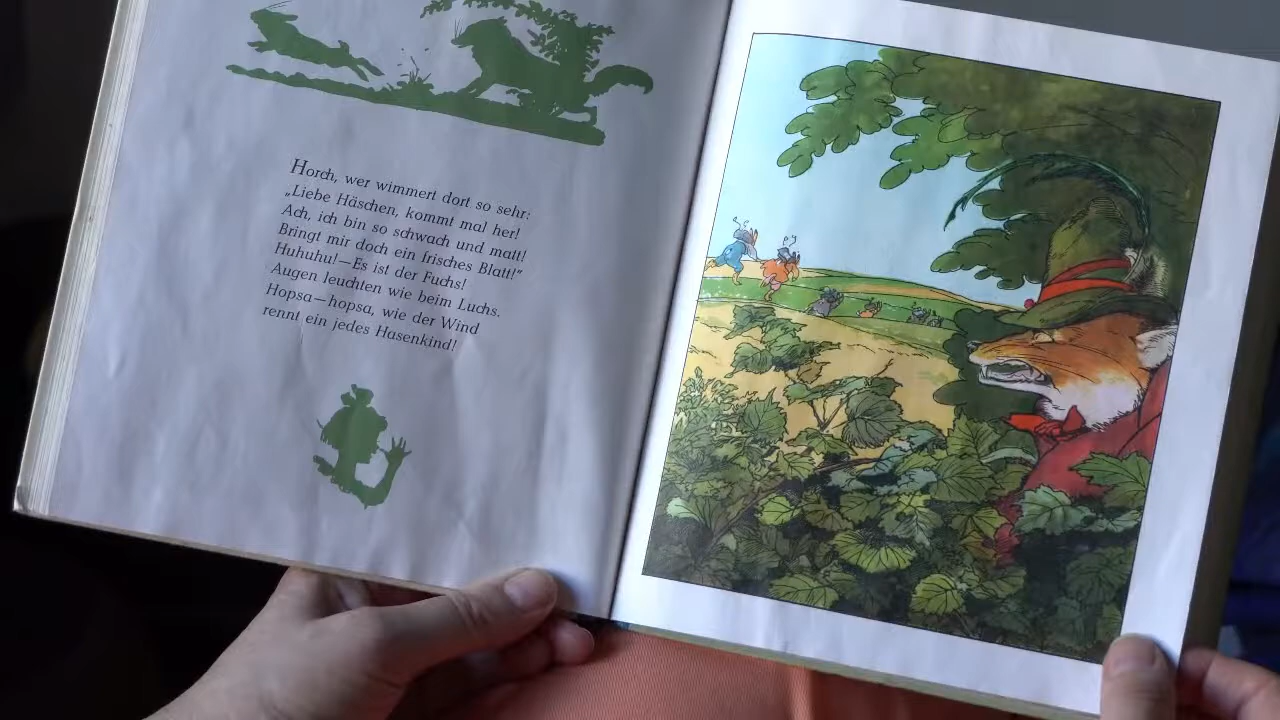 Horch, wer wimmert dort so sehr:
„Liebe Häschen, kommt mal her!
Ach, ich bin so schwach und matt!
Bringt mir doch ein frisches Blatt!“
Huhuhu!—Es ist der Fuchs!
Augen leuchten wie beim Luchs.
Hopsa—hopsa, wie der Wind
rennt ein jedes Hasenkind!